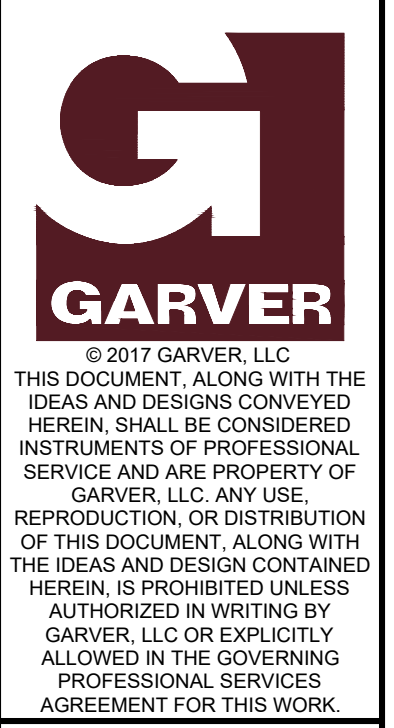 GARVER
© 2017 GARVER, LLC
THIS DOCUMENT, ALONG WITH THE
IDEAS AND DESIGNS CONVEYED
HEREIN, SHALL BE CONSIDERED
INSTRUMENTS OF PROFESSIONAL
SERVICE AND ARE PROPERTY OF
GARVER, LLC. ANY USE,
REPRODUCTION, OR DISTRIBUTION
OF THIS DOCUMENT, ALONG WITH
THE IDEAS AND DESIGN CONTAINED
HEREIN, IS PROHIBITED UNLESS
AUTHORIZED IN WRITING BY
GARVER, LLC OR EXPLICITLY
ALLOWED IN THE GOVERNING
PROFESSIONAL SERVICES
AGREEMENT FOR THIS WORK.